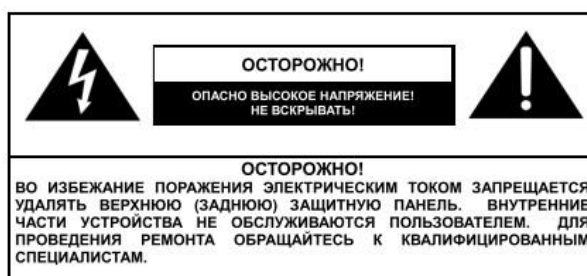 ОСТОРОЖНО!
ОПАСНО ВЫСОКОЕ НАПРЯЖЕНИЕ!
НЕ ВСКРЫВАТЬ!
ОСТОРОЖНО!
ВО ИЗБЕЖАНИЕ ПОРАЖЕНИЯ ЭЛЕКТРИЧЕСКИМ ТОКОМ ЗАПРЕЩАЕТСЯ
УДАЛЯТЬ ВЕРХНЮЮ (ЗАДНЮЮ) ЗАЩИТНУЮ ПАНЕЛЬ. ВНУТРЕННИЕ
ЧАСТИ УСТРОЙСТВА НЕ ОБСЛУЖИВАЮТСЯ ПОЛЬЗОВАТЕЛЕМ. ДЛЯ
ПРОВЕДЕНИЯ РЕМОНТА ОБРАЩАЙТЕСЬ К КВАЛИФИЦИРОВАННЫМ
СПЕЦИАЛИСТАМ.